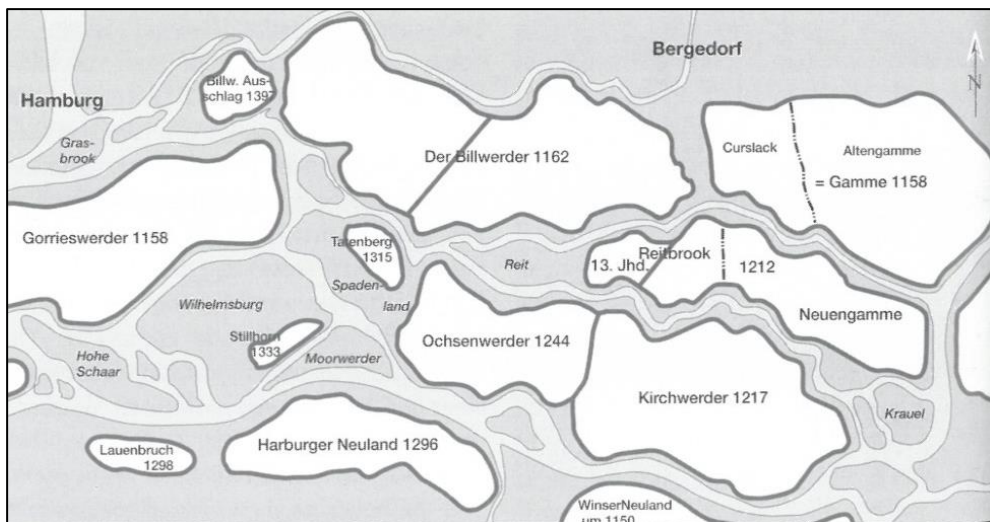 Bergedorf
N
Billw. Aus-
schlag 1397
Hamburg
Gras-
brook
Curslack
Altengamme
Der Billwerder 1162
= Gamme 1158
Gorrieswerder 1158
Tatenberg
1315
Reit
13. Jhd.
Reitbrook
1212
Spaden-
land
Wilhelmsburg
Neuengamme
Stillhorn
1333
Ochsenwerder 1244
Hohe
Schaar
Moorwerder
Kirchwerder 1217
Krauel
Lauenbruch
1298
Harburger Neuland 1296
WinserNeuland
um 1150